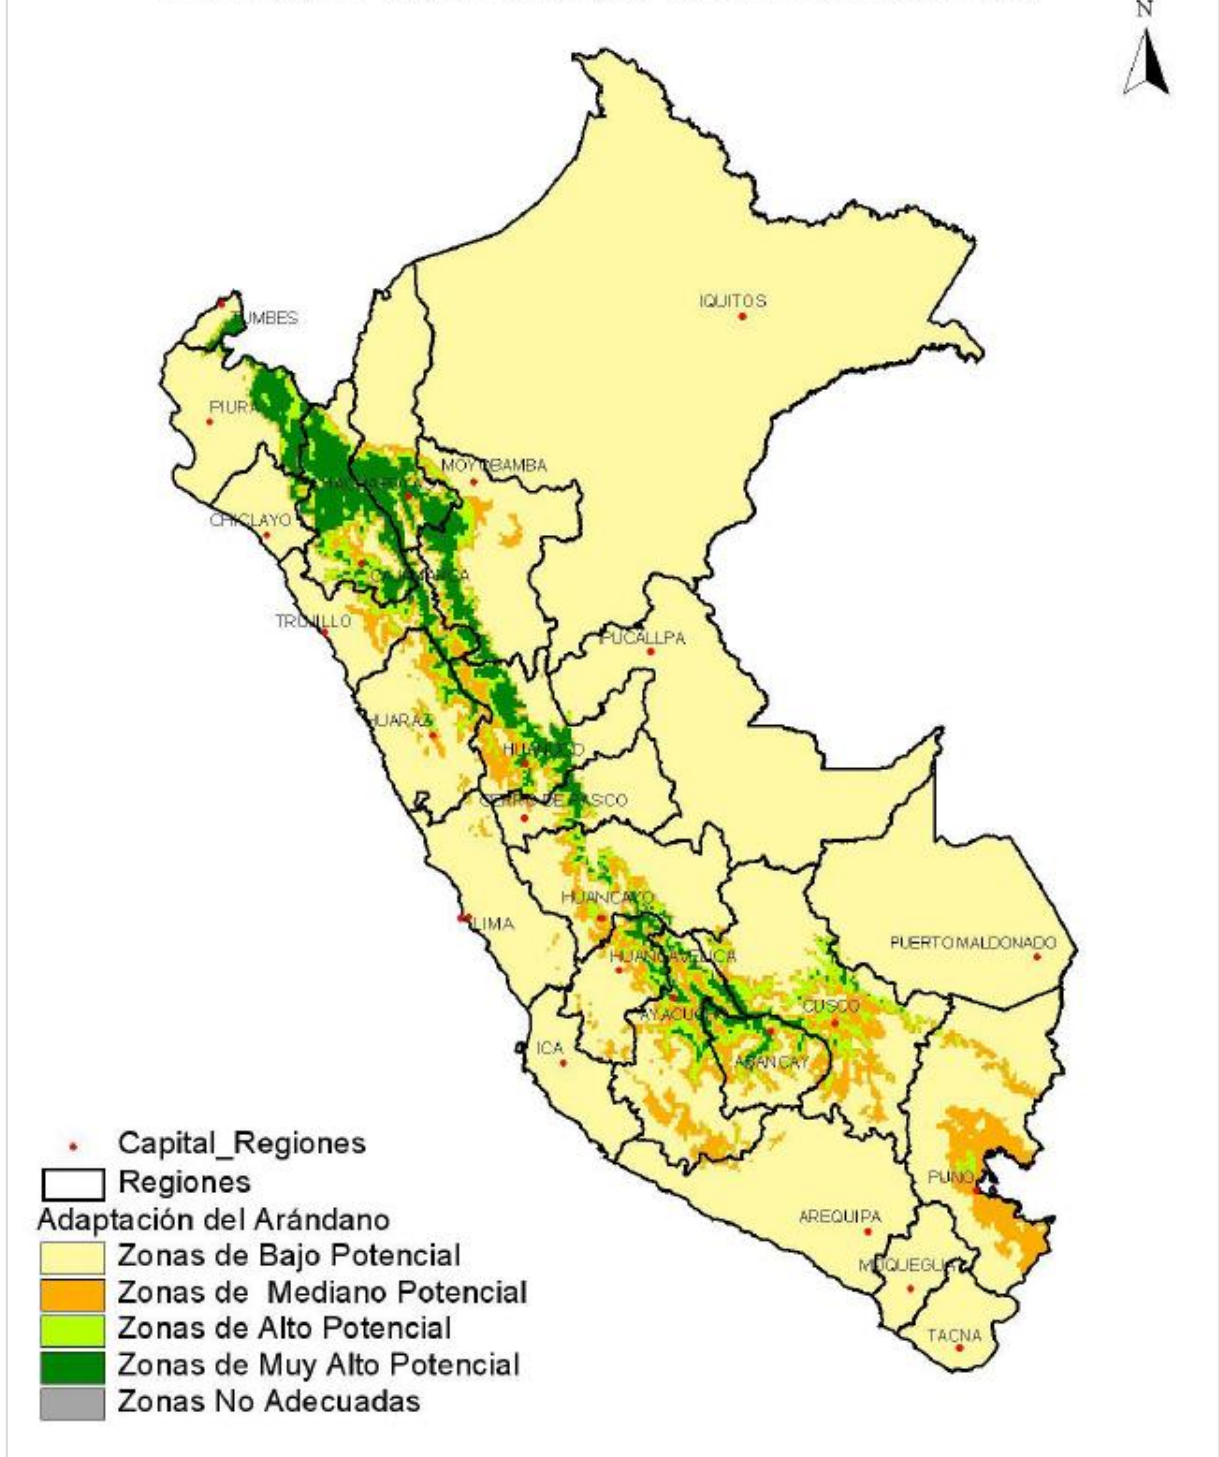 N
IQUITOS
TUMBES
PIURA
MOYOBAMBA
CHICLAYO
CAJAMARCA
TRUJILLO
PUCALLPA
HUARAZ
HUANUCO
CERRO DE PASCO
HUANCAYO
LIMA
PUERTO MALDONADO
HUANCAVELICA
CUSCO
AYACUCHO
ICA
ABANCAY
PUNO
AREQUIPA
MOQUEGUA
TACNA
Capital_Regiones
Regiones
Adaptación del Arándano
Zonas de Bajo Potencial
Zonas de Mediano Potencial
Zonas de Alto Potencial
Zonas de Muy Alto Potencial
Zonas No Adecuadas